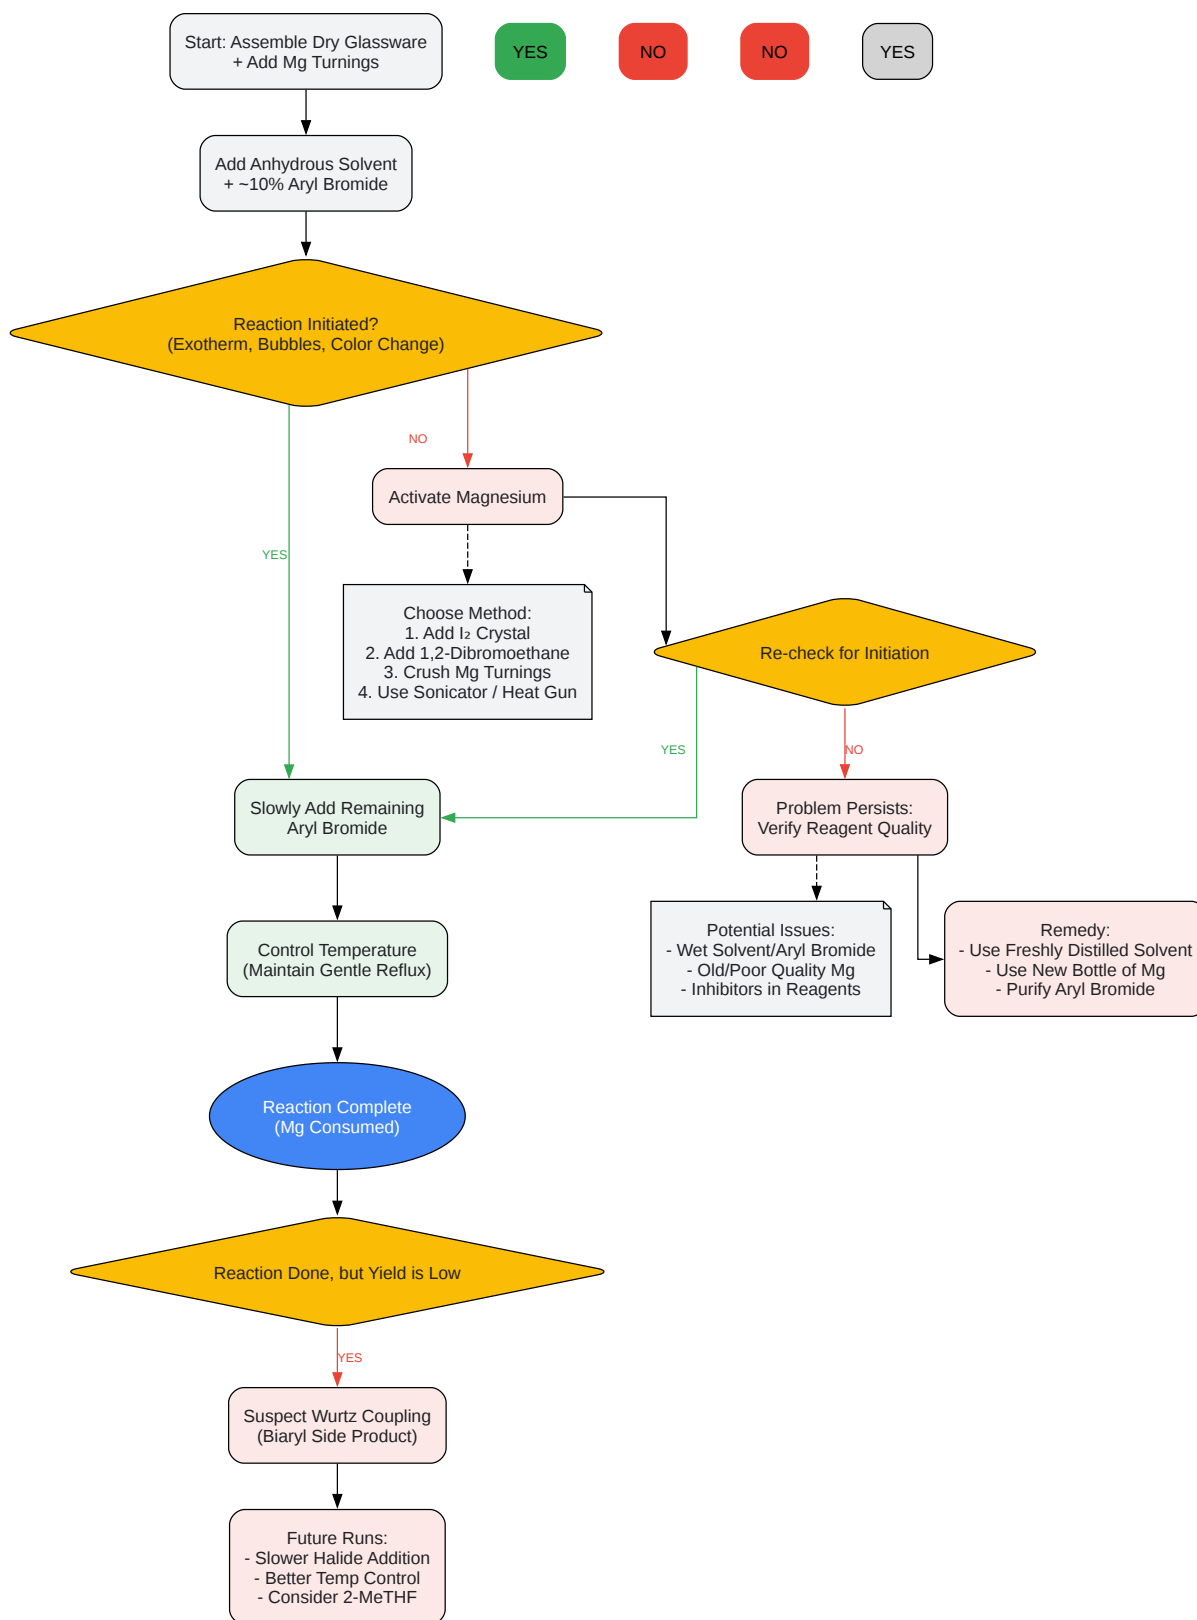 Start: Assemble Dry Glassware
+ Add Mg Turnings
YES
NO
NO
YES
Add Anhydrous Solvent
+ ~10% Aryl Bromide
Reaction Initiated?
(Exotherm, Bubbles, Color Change)
NO
Activate Magnesium
YES
Choose Method:
1. Add I₂ Crystal
2. Add 1,2-Dibromoethane
3. Crush Mg Turnings
4. Use Sonicator / Heat Gun
Re-check for Initiation
YES
NO
Slowly Add Remaining
Aryl Bromide
Problem Persists:
Verify Reagent Quality
Control Temperature
(Maintain Gentle Reflux)
Potential Issues:
- Wet Solvent/Aryl Bromide
- Old/Poor Quality Mg
- Inhibitors in Reagents
Remedy:
- Use Freshly Distilled Solvent
- Use New Bottle of Mg
- Purify Aryl Bromide
Reaction Complete
(Mg Consumed)
Reaction Done, but Yield is Low
YES
Suspect Wurtz Coupling
(Biaryl Side Product)
Future Runs:
- Slower Halide Addition
- Better Temp Control
- Consider 2-MeTHF